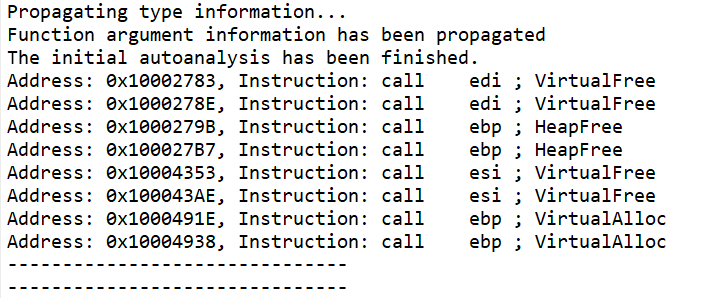 Propagating type information...
Function argument information has been propagated
The initial autoanalysis has been finished.
Address: 0x10002783, Instruction: call    edi ; VirtualFree
Address: 0x1000278E, Instruction: call    edi ; VirtualFree
Address: 0x1000279B, Instruction: call    ebp ; HeapFree
Address: 0x100027B7, Instruction: call    ebp ; HeapFree
Address: 0x10004353, Instruction: call    esi ; VirtualFree
Address: 0x100043AE, Instruction: call    esi ; VirtualFree
Address: 0x1000491E, Instruction: call    ebp ; VirtualAlloc
Address: 0x10004938, Instruction: call    ebp ; VirtualAlloc
-------------------------------
-------------------------------